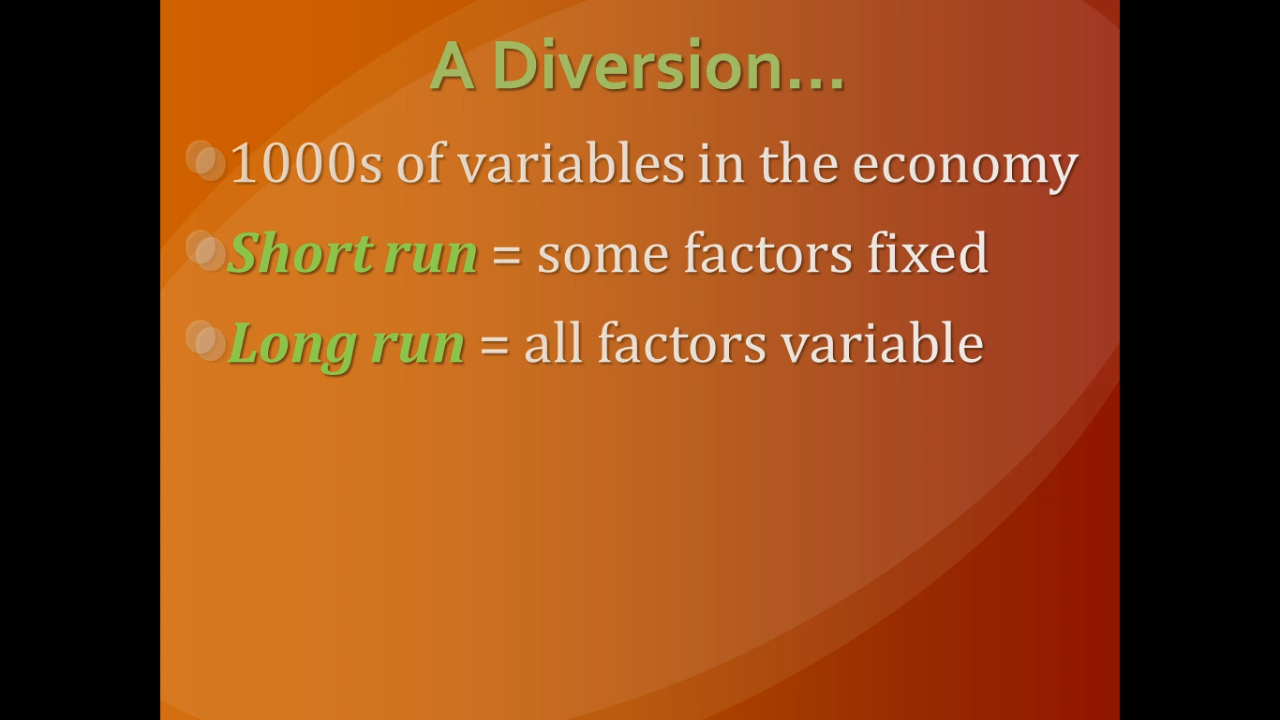 A Diversion...
1000s of variables in the economy
Short run = some factors fixed
Long run = all factors variable